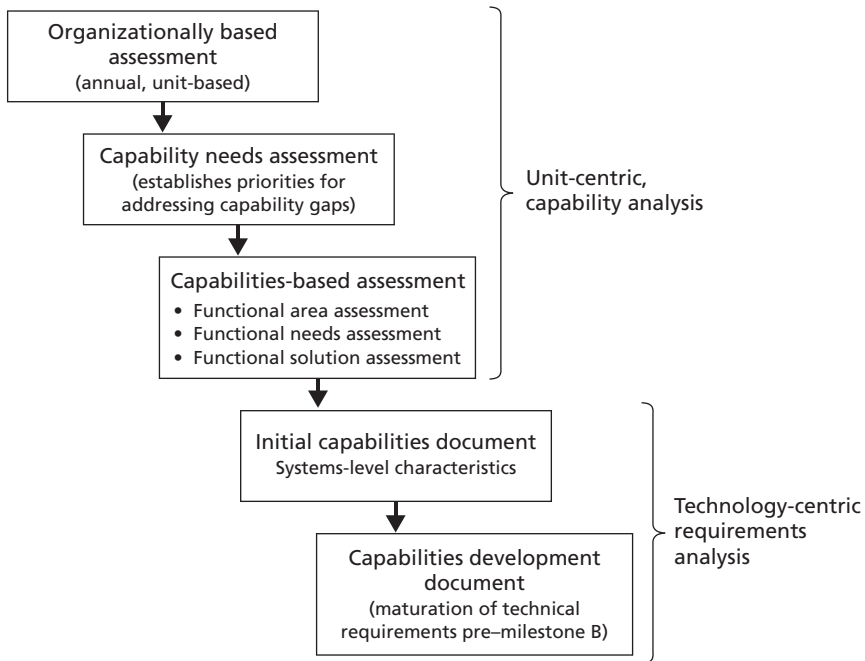 Organizationally based
assessment
(annual, unit-based)
Capability needs assessment
(establishes priorities for
addressing capability gaps)
Unit-centric,
capability analysis
Capabilities-based assessment
• Functional area assessment
• Functional needs assessment
• Functional solution assessment
Initial capabilities document
Systems-level characteristics
Technology-centric
requirements
analysis
Capabilities development
document
(maturation of technical
requirements pre–milestone B)